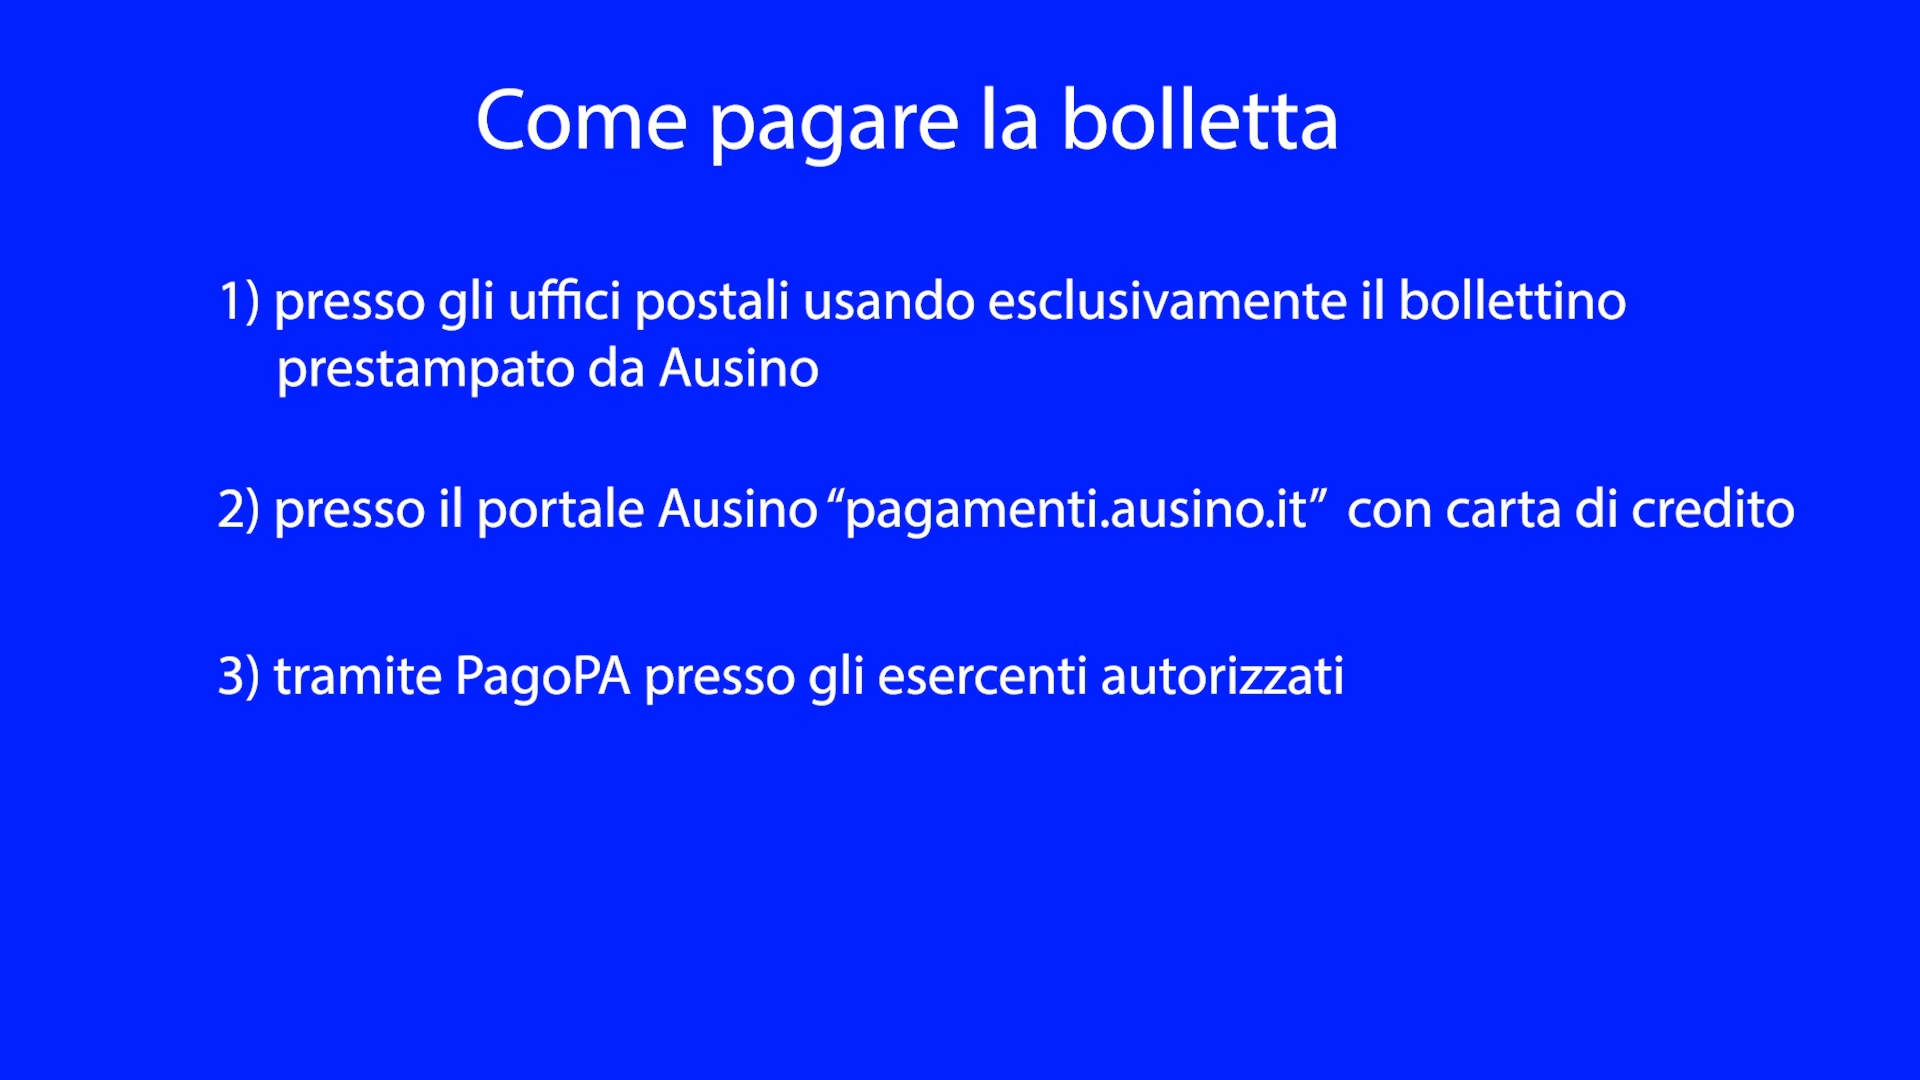 Come pagare la bolletta
1) presso gli uffici postali usando esclusivamente il bollettino
prestampato da Ausino
2) presso il portale Ausino “pagamenti.ausino.it” con carta di credito
3) tramite PagoPA presso gli esercenti autorizzati